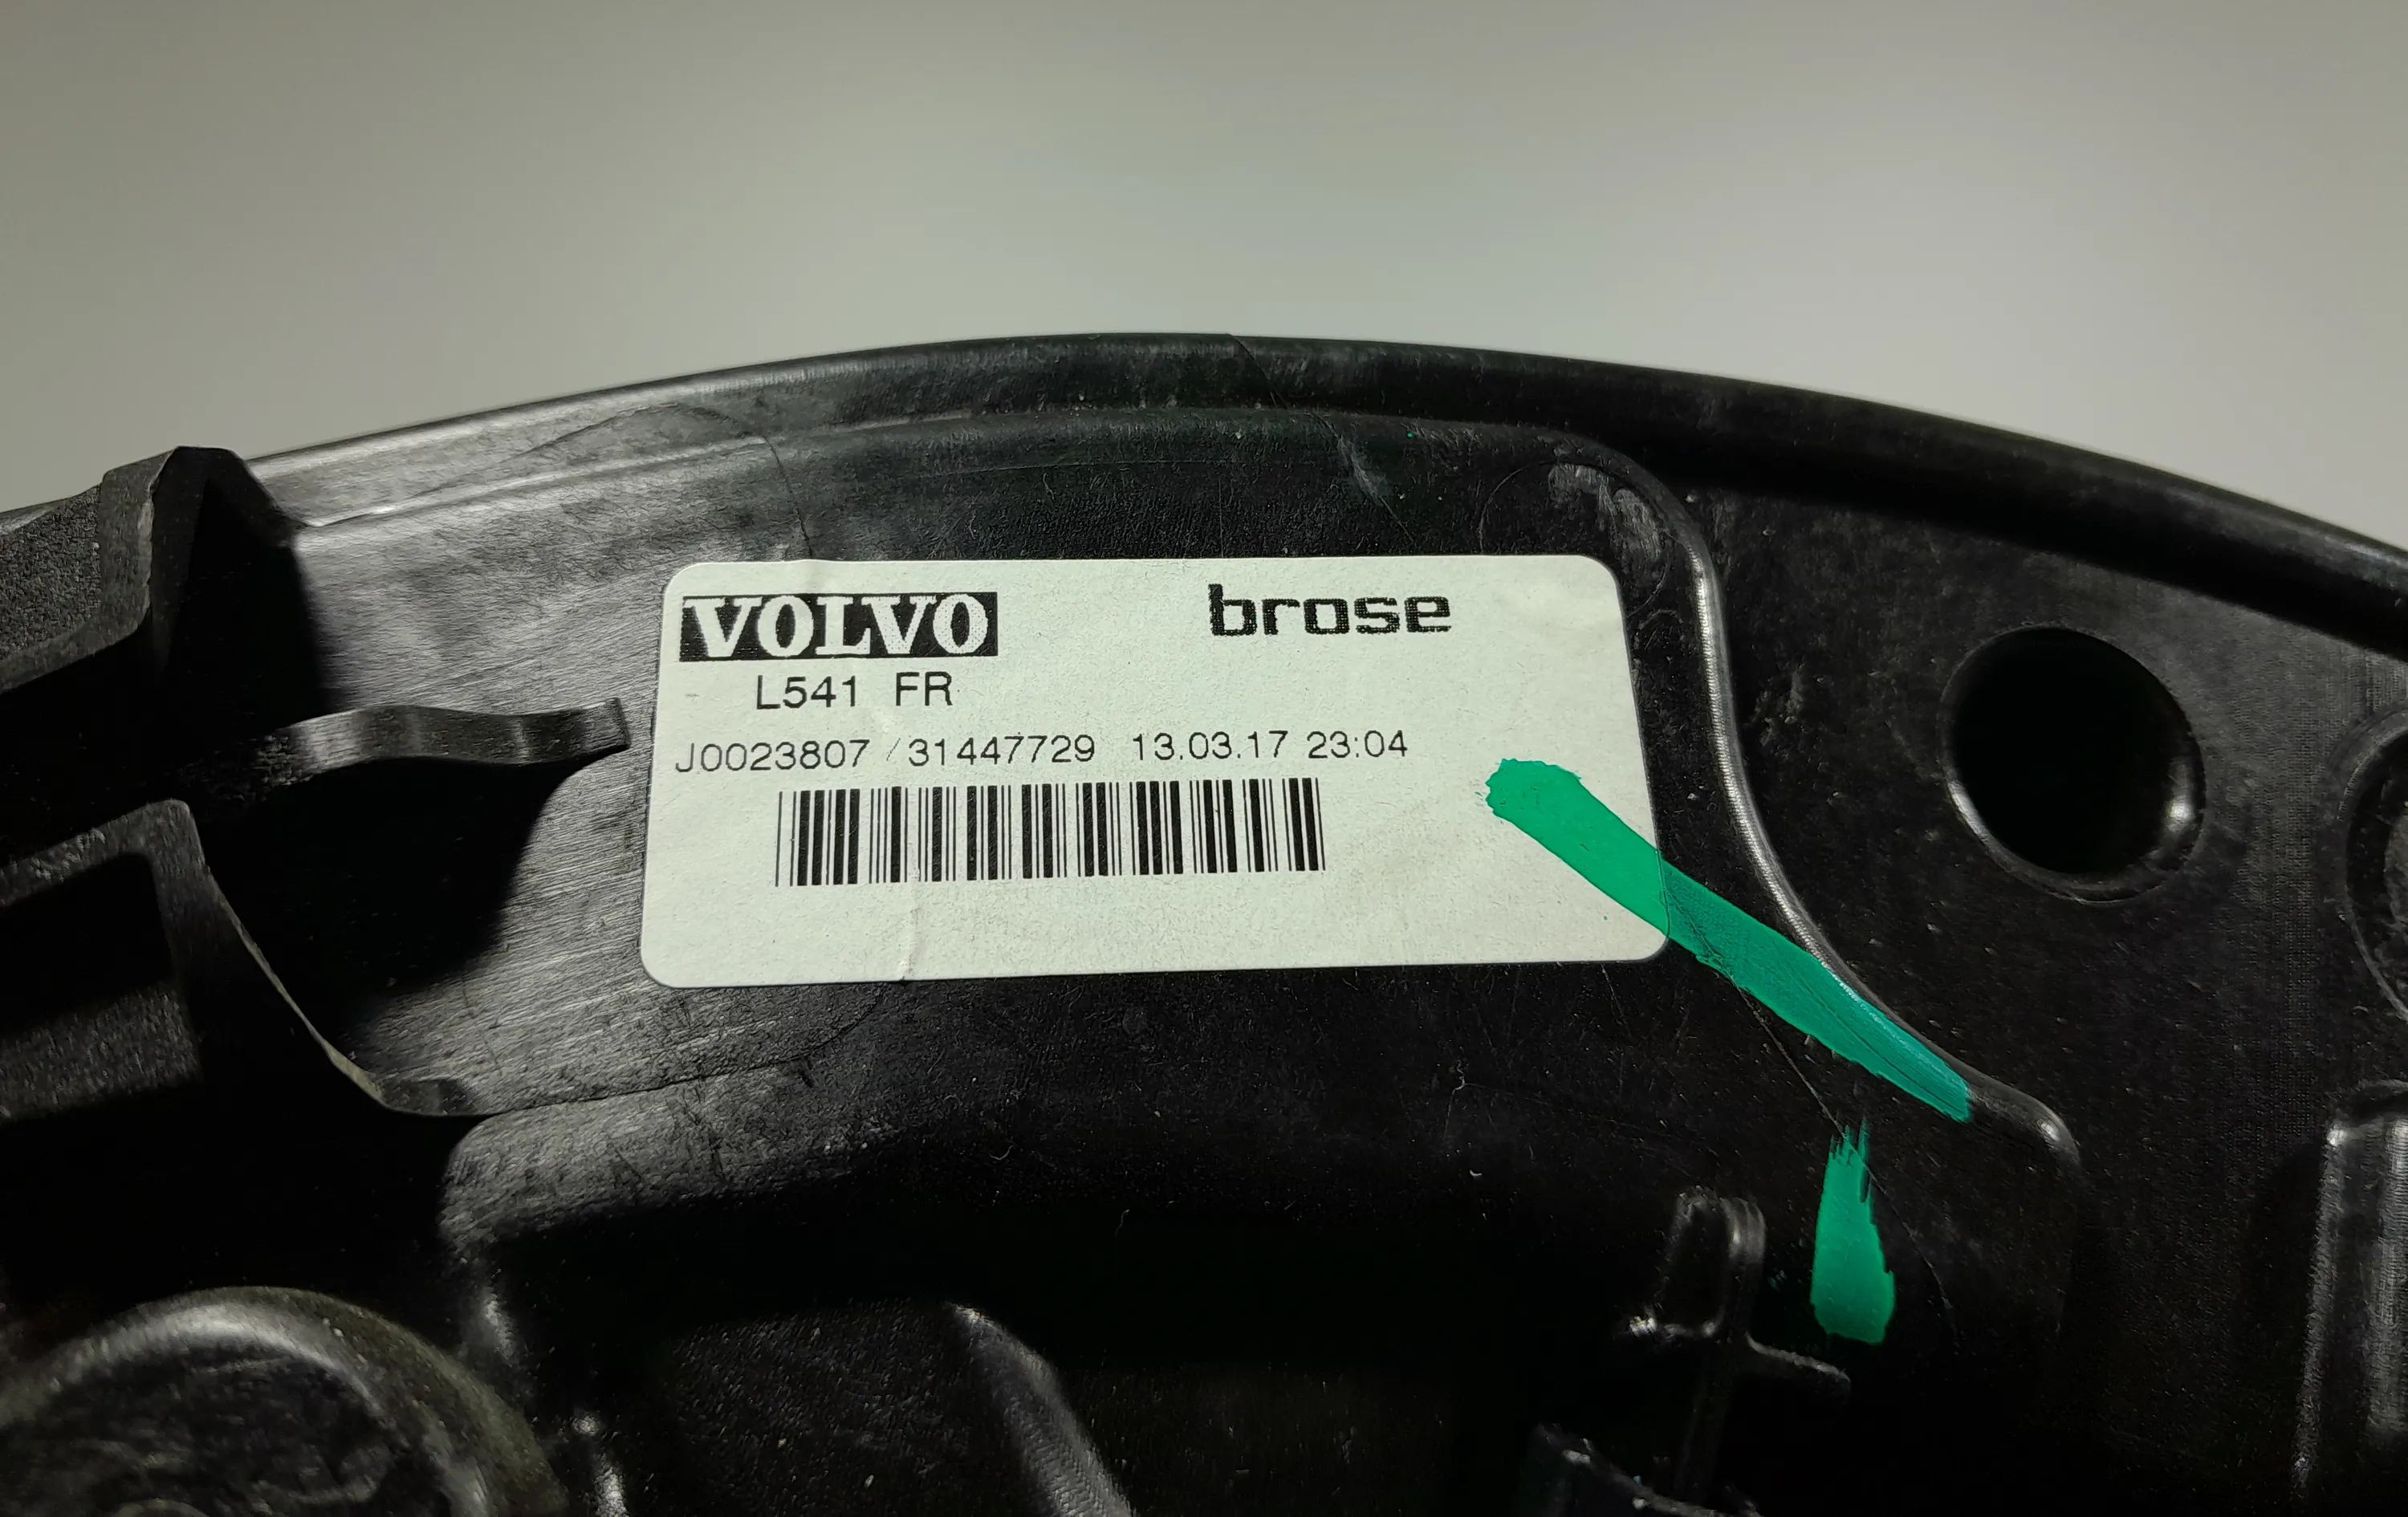 VOLVO brose
L541 FR
J0023807 / 31447729 13.03.17 23:04